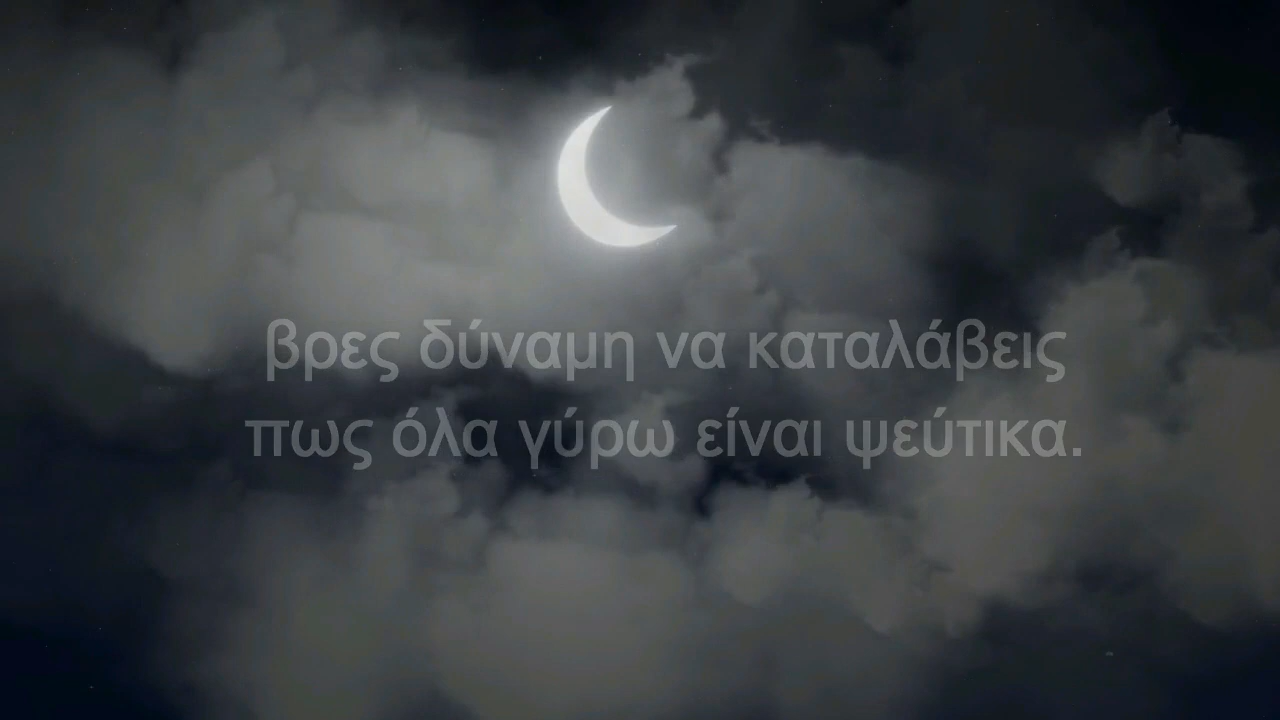 βρες δύναμη να καταλάβεις
πως όλα γύρω είναι ψεύτικα.